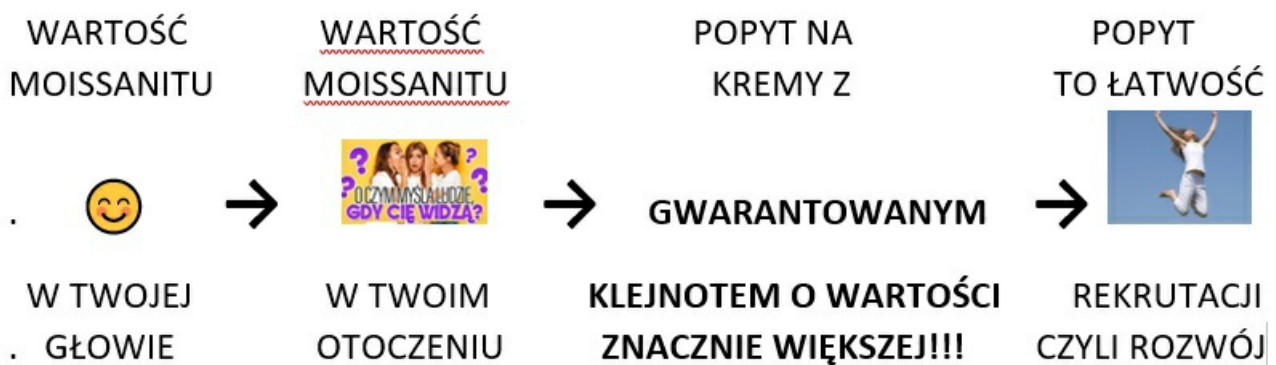 WARTOŚĆ
MOISSANITU
.
W TWOJEJ
. GŁOWIE
WARTOŚĆ
MOISSANITU
O CZYM MYŚLĄ LUDZIE,
GDY CIĘ WIDZĄ?
W TWOIM
OTOCZENIU
POPYT NA
KREMY Z
GWARANTOWANYM
KLEJNOTEM O WARTOŚCI
ZNACZNIE WIĘKSZEJ!!!
POPYT
TO ŁATWOŚĆ
REKRUTACJI
CZYLI ROZWÓJ